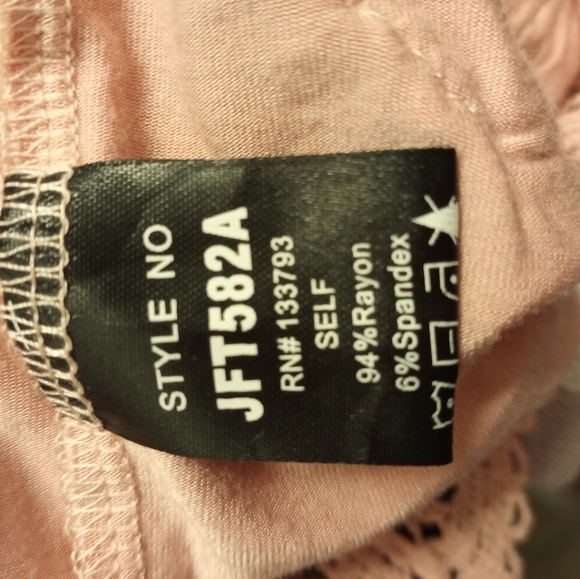 STYLE NO
JFT582A
RN# 133793
SELF
94%Rayon
6%Spandex